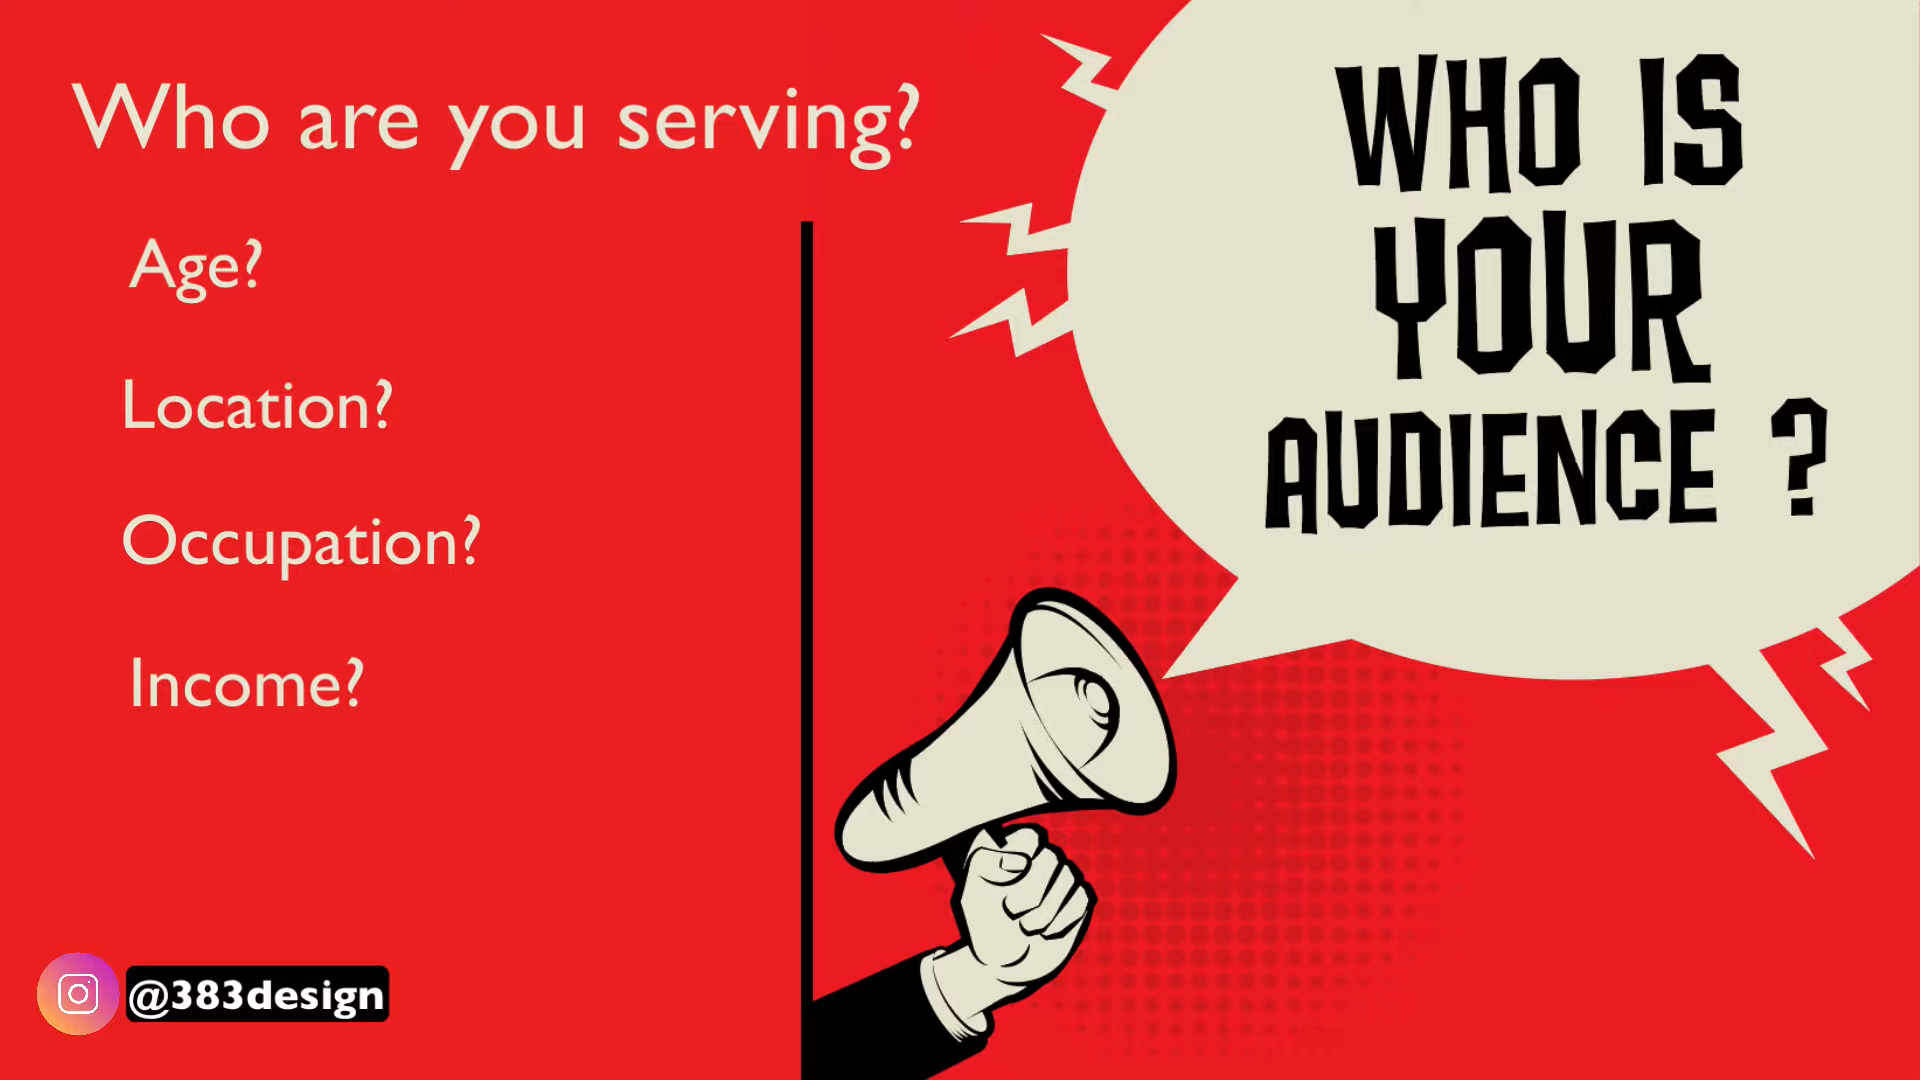 Who are you serving?
Age?
Location?
Occupation?
Income?
@383design
WHO IS
YOUR
AUDIENCE ?